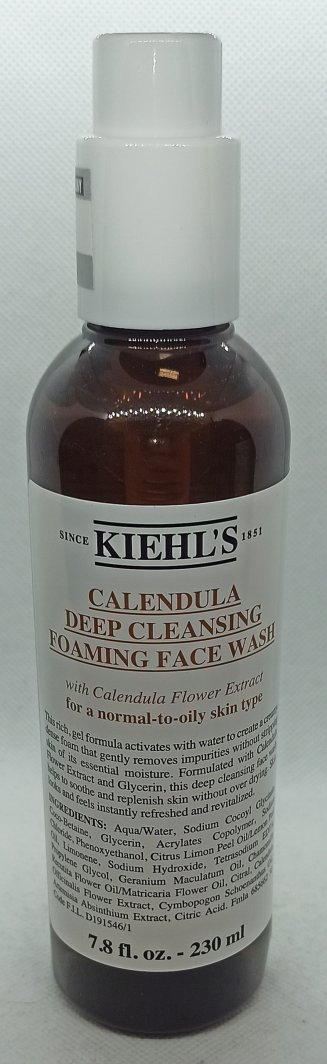 SINCE KIEHL'S 1851
CALENDULA
DEEP CLEANSING
FOAMING FACE WASH
with Calendula Flower Extract
for a normal-to-oily skin type
This rich, gel formula activates with water to create a
dense foam that gently removes impurities without
skin of its essential moisture. Formulated with
Flower Extract and Glycerin, this deep cleansing face
helps to soothe and replenish skin without over drying.
looks and feels instantly refreshed and revitalized.
INGREDIENTS: Aqua/Water, Sodium Cocoyl
Coco-Betaine, Glycerin, Acrylates Copolymer,
Phenoxyethanol, Citrus Limon Peel Oil/Lemon
Oil, Limonene, Sodium Hydroxide, Tetrasodium
Propylene Glycol, Geranium Maculatum Oil,
Flower Oil/Matricaria Flower Oil, Citral,
Officinalis Flower Extract, Cymbopogon Schoenanthus
Absinthium Extract, Citric Acid. Fmla
Code F.I.L. D191546/1
7.8 fl. oz. - 230 ml